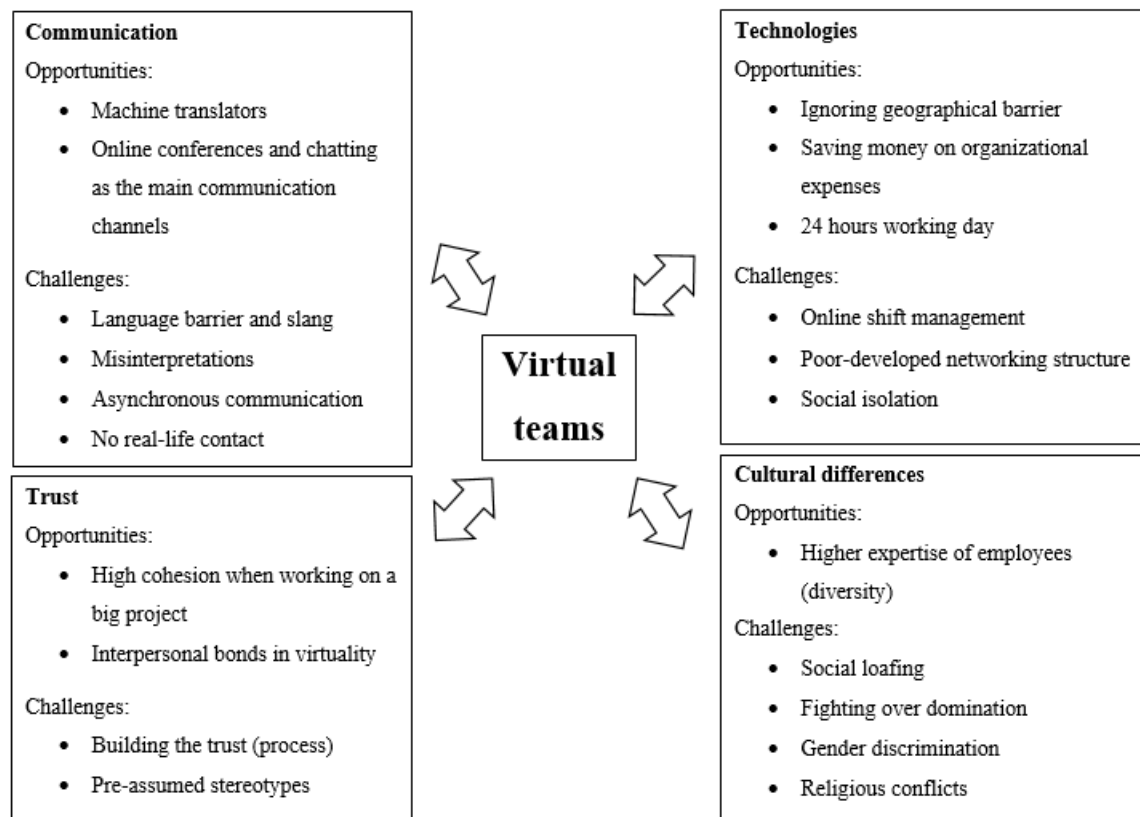 Communication
Opportunities:
• Machine translators
• Online conferences and chatting
as the main communication
channels
Challenges:
• Language barrier and slang
• Misinterpretations
• Asynchronous communication
• No real-life contact
Technologies
Opportunities:
• Ignoring geographical barrier
• Saving money on organizational
expenses
• 24 hours working day
Challenges:
• Online shift management
• Poor-developed networking structure
• Social isolation
Virtual
teams
Trust
Opportunities:
• High cohesion when working on a
big project
• Interpersonal bonds in virtuality
Challenges:
• Building the trust (process)
• Pre-assumed stereotypes
Cultural differences
Opportunities:
• Higher expertise of employees
(diversity)
Challenges:
• Social loafing
• Fighting over domination
• Gender discrimination
• Religious conflicts